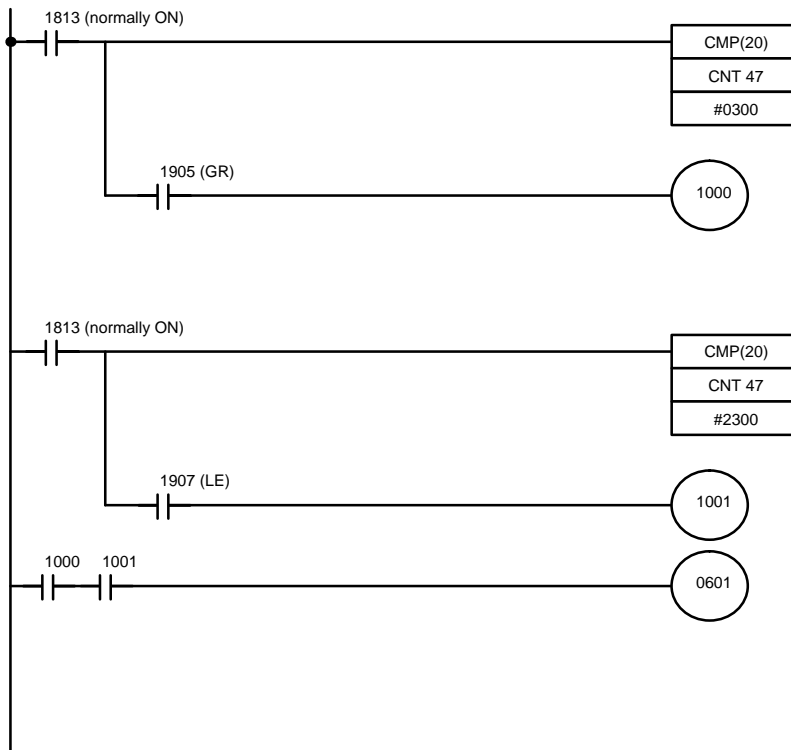 1813 (normally ON)
CMP(20)
CNT 47
#0300
1905 (GR)
1000
1813 (normally ON)
CMP(20)
CNT 47
#2300
1907 (LE)
1001
1000 1001
0601